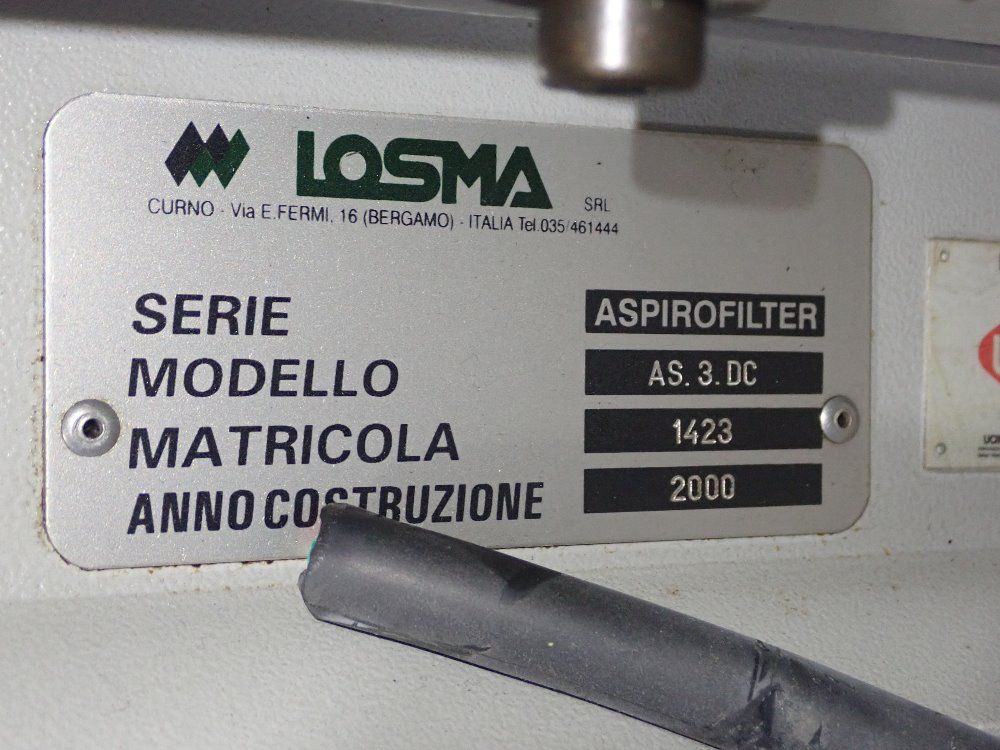 LOSMA SRL
CURNO - Via E.FERMI, 16 (BERGAMO) - ITALIA Tel.035/461444
SERIE ASPIROFILTER
MODELLO AS. 3. DC
MATRICOLA 1423
ANNO COSTRUZIONE 2000